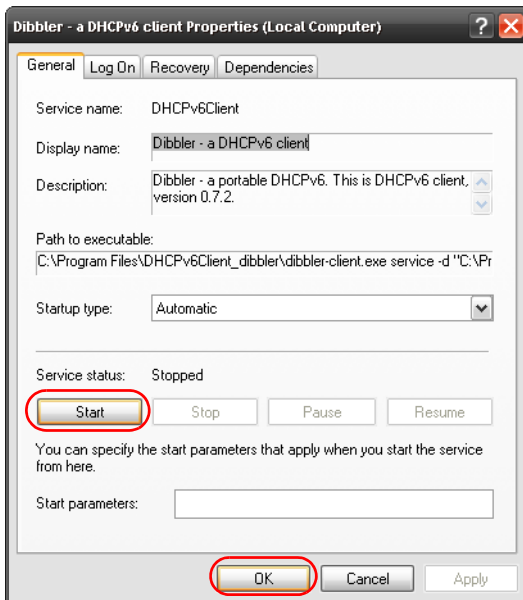 Dibbler - a DHCPv6 client Properties (Local Computer)
General Log On Recovery Dependencies
Service name: DHCPv6Client
Display name: Dibbler - a DHCPv6 client
Description: Dibbler - a portable DHCPv6. This is DHCPv6 client,
version 0.7.2.
Path to executable:
C:\Program Files\DHCPv6Client_dibbler\dibbler-client.exe service -d "C:\Pr
Startup type: Automatic
Service status: Stopped
Start Stop Pause Resume
You can specify the start parameters that apply when you start the service
from here.
Start parameters:
OK Cancel Apply